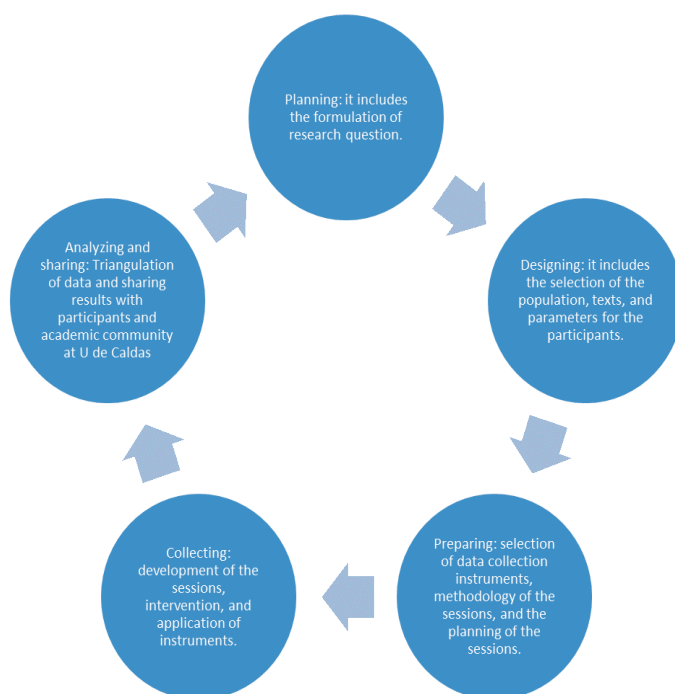 Planning: it includes
the formulation of
research question.
Designing: it includes
the selection of the
population, texts, and
parameters for the
participants.
Preparing: selection
of data collection
instruments,
methodology of the
sessions, and the
planning of the
sessions.
Collecting:
development of the
sessions,
intervention, and
application of
instruments.
Analyzing and
sharing: Triangulation
of data and sharing
results with
participants and
academic community
at U de Caldas